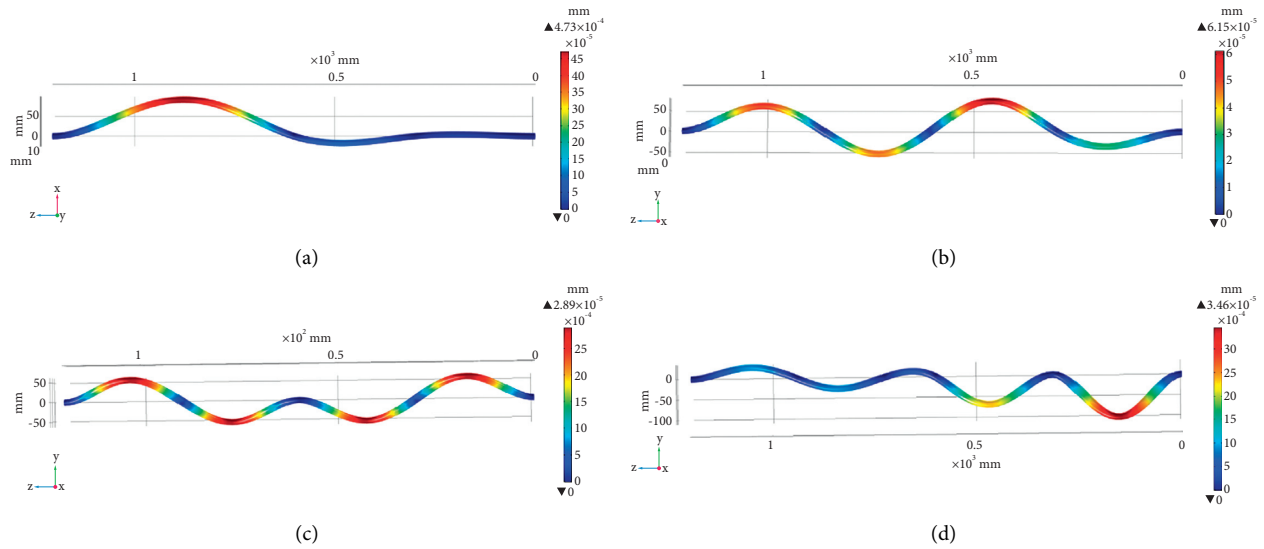 mm
▲4.73×10⁻⁴
×10⁻⁵
×10³ mm
1
0.5
0
50
0
10
mm
mm
45
40
35
30
25
20
15
10
5
0
▼0
x
z
y
(a)
mm
▲6.15×10⁻⁵
×10⁻⁵
×10³ mm
1
0.5
0
50
0
-50
0
mm
mm
6
5
4
3
2
1
0
▼0
y
z
x
(b)
mm
▲2.89×10⁻⁵
×10⁻⁴
×10² mm
1
0.5
0
50
0
-50
mm
25
20
15
10
5
0
▼0
y
z
x
(c)
mm
▲3.46×10⁻⁵
×10⁻⁴
0
-50
-100
mm
1
0.5
0
×10³ mm
30
25
20
15
10
5
0
▼0
y
z
x
(d)